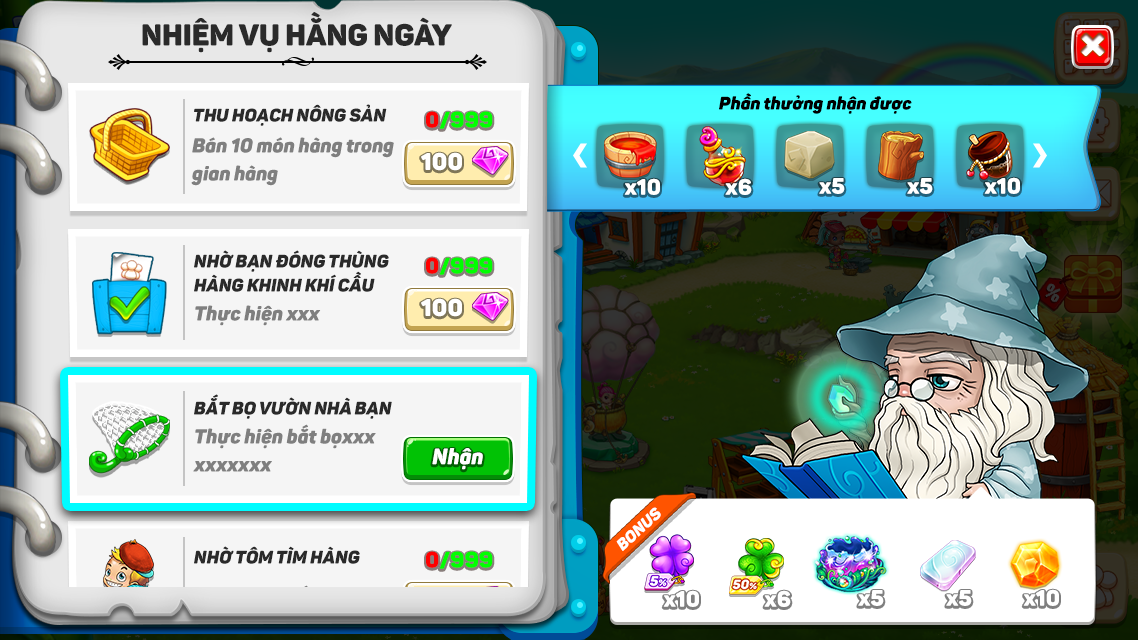 NHIỆM VỤ HẰNG NGÀY
THU HOẠCH NÔNG SẢN
Bán 10 món hàng trong
gian hàng
0/999
100
NHỜ BẠN ĐÓNG THÙNG
HÀNG KHINH KHÍ CẦU
Thực hiện xxx
0/999
100
BẮT BỌ VƯỜN NHÀ BẠN
Thực hiện bắt bọxxx
xxxxxxx
Nhận
NHỜ TÔM TÌM HÀNG
0/999
Phần thưởng nhận được
x10
x6
x5
x5
x10
%
BONUS
5x
x10
50%
x6
x5
x5
x10